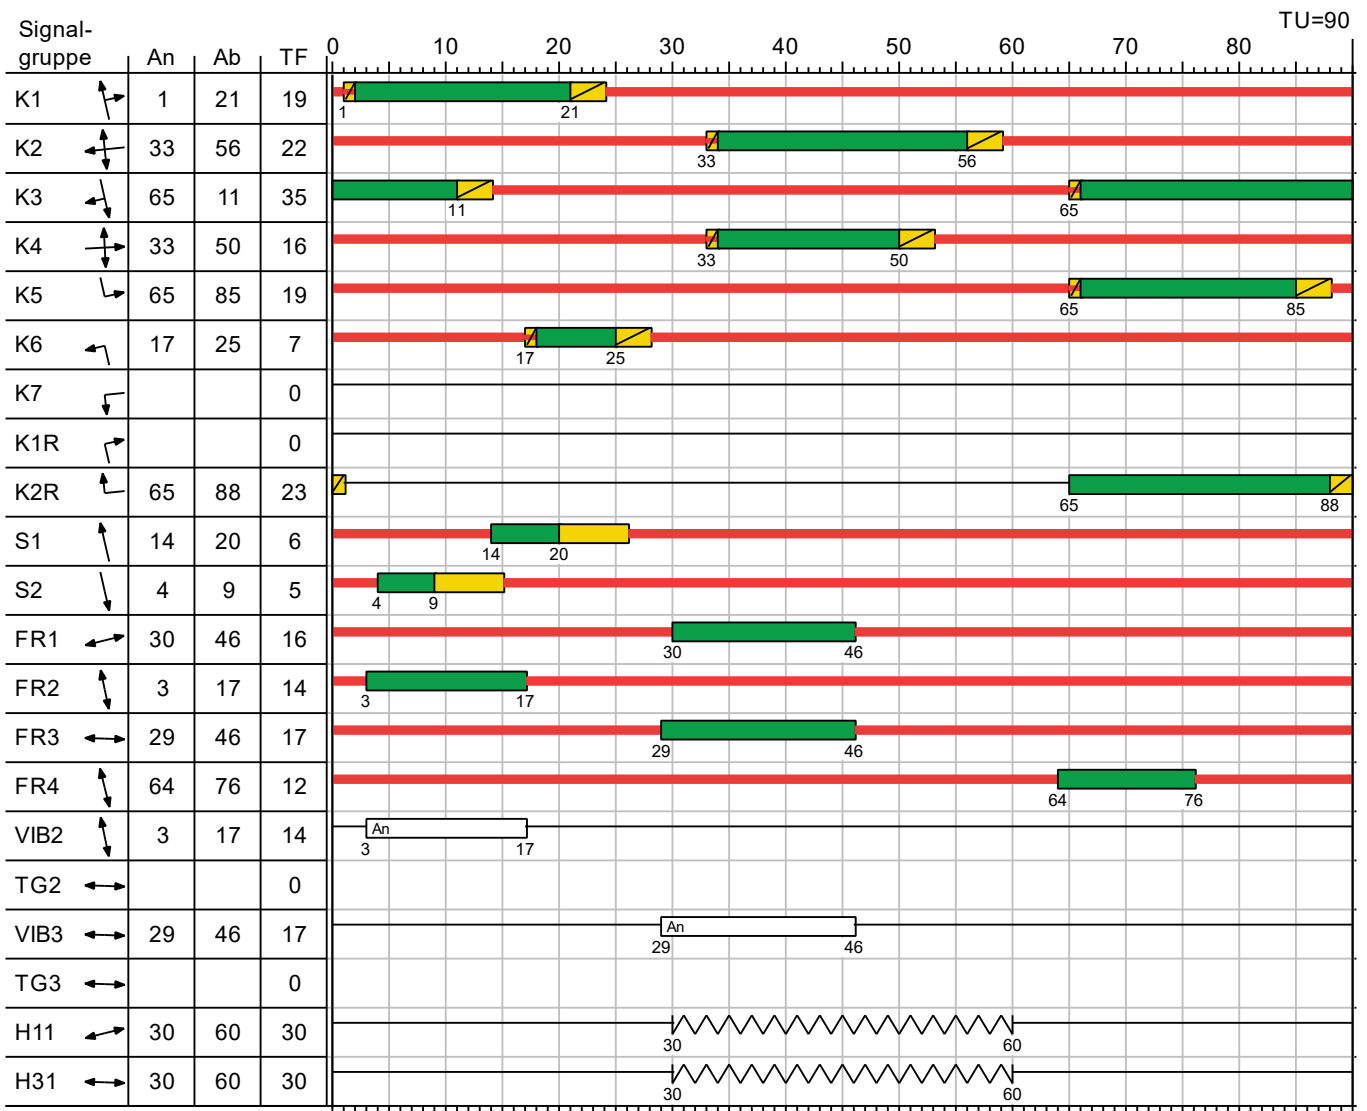 TU=90
Signal-
gruppe An Ab TF 0 10 20 30 40 50 60 70 80
K1 1 21 19
1 21
K2 33 56 22
33 56
K3 65 11 35
11 65
K4 33 50 16
33 50
K5 65 85 19
65 85
K6 17 25 7
17 25
K7 0
K1R 0
K2R 65 88 23
65 88
S1 14 20 6
14 20
S2 4 9 5
4 9
FR1 30 46 16
30 46
FR2 3 17 14
3 17
FR3 29 46 17
29 46
FR4 64 76 12
64 76
VIB2 3 17 14 An
3 17
TG2 0
VIB3 29 46 17 An
29 46
TG3 0
H11 30 60 30
30 60
H31 30 60 30
30 60